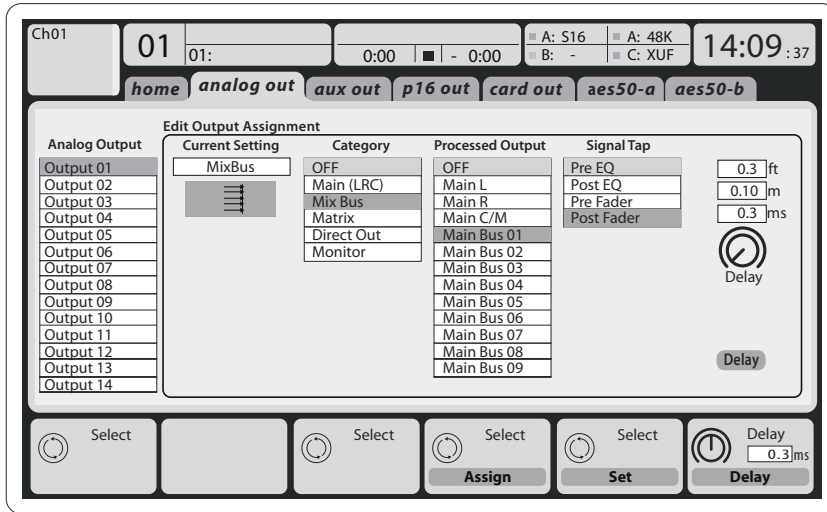 Ch01
01
01:
0:00 - 0:00
A: S16
A: 48K
B: -
C: XUF
14:09 :37
home analog out aux out p16 out card out aes50-a aes50-b
Edit Output Assignment
Analog Output
Output 01
Output 02
Output 03
Output 04
Output 05
Output 06
Output 07
Output 08
Output 09
Output 10
Output 11
Output 12
Output 13
Output 14
Current Setting
MixBus
Category
OFF
Main (LRC)
Mix Bus
Matrix
Direct Out
Monitor
Processed Output
OFF
Main L
Main R
Main C/M
Main Bus 01
Main Bus 02
Main Bus 03
Main Bus 04
Main Bus 05
Main Bus 06
Main Bus 07
Main Bus 08
Main Bus 09
Signal Tap
Pre EQ
Post EQ
Pre Fader
Post Fader
0.3 ft
0.10 m
0.3 ms
Delay
Delay
Select
Select
Select
Assign
Select
Set
Delay
0.3 ms
Delay